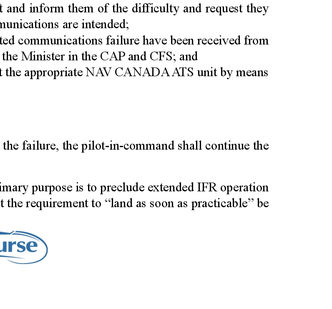 t and inform them of the difficulty and request they
munications are intended;
ted communications failure have been received from
the Minister in the CAP and CFS; and
t the appropriate NAV CANADA ATS unit by means
the failure, the pilot-in-command shall continue the
imary purpose is to preclude extended IFR operation
t the requirement to “land as soon as practicable” be
urse